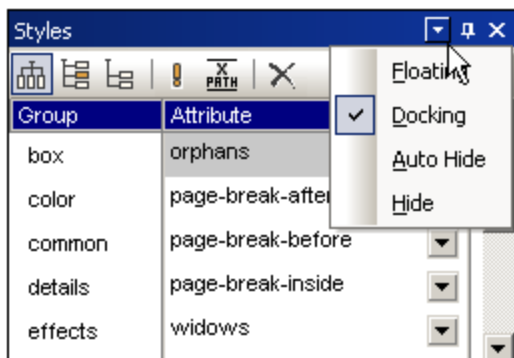 Styles
X
PATH
Group Attribute
Floating
Docking
Auto Hide
Hide
box orphans
color page-break-after
common page-break-before
details page-break-inside
effects widows